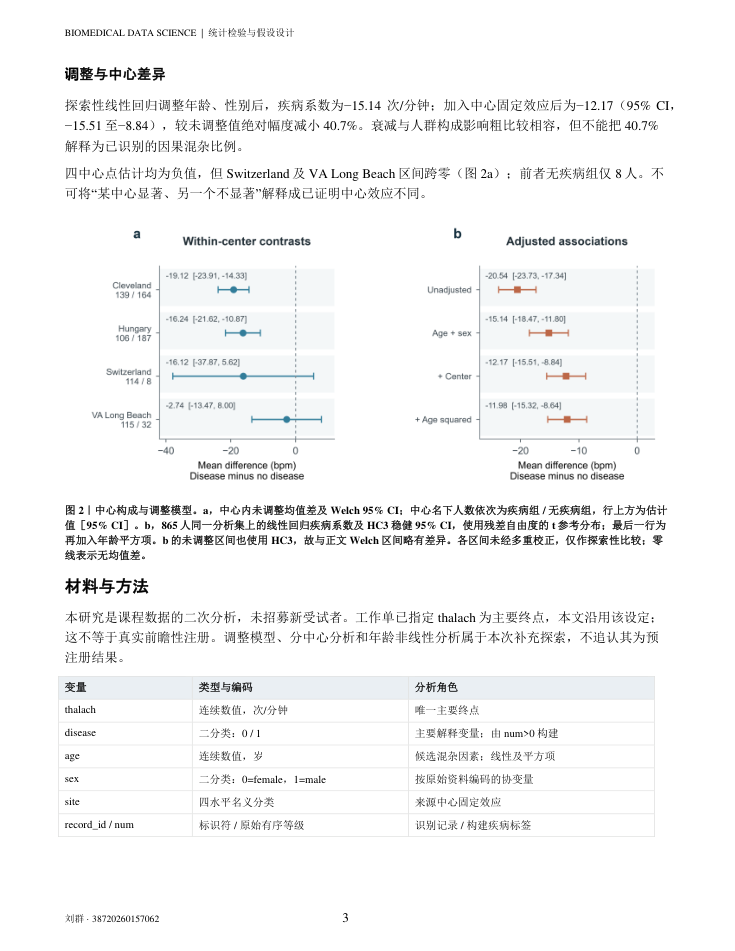 BIOMEDICAL DATA SCIENCE | 统计检验与假设设计
调整与中心差异
探索性线性回归调整年龄、性别后，疾病系数为−15.14 次/分钟；加入中心固定效应后为−12.17（95% CI，
−15.51 至−8.84），较未调整值绝对幅度减小 40.7%。衰减与人群构成影响粗比较相容，但不能把 40.7%
解释为已识别的因果混杂比例。
四中心点估计均为负值，但 Switzerland 及 VA Long Beach 区间跨零（图 2a）；前者无疾病组仅 8 人。不
可将“某中心显著、另一个不显著”解释成已证明中心效应不同。
a
Within-center contrasts
Cleveland
139 / 164
-19.12 [-23.91, -14.33]
Hungary
106 / 187
-16.24 [-21.62, -10.87]
Switzerland
114 / 8
-16.12 [-37.87, 5.62]
VA Long Beach
115 / 32
-2.74 [-13.47, 8.00]
−40 −20 0
Mean difference (bpm)
Disease minus no disease
b
Adjusted associations
Unadjusted
-20.54 [-23.73, -17.34]
Age + sex
-15.14 [-18.47, -11.80]
+ Center
-12.17 [-15.51, -8.84]
+ Age squared
-11.98 [-15.32, -8.64]
−20 −10 0
Mean difference (bpm)
Disease minus no disease
图 2 | 中心构成与调整模型。a，中心内未调整均值差及 Welch 95% CI；中心名下人数依次为疾病组 / 无疾病组，行上方为估计
值［95% CI］。b，865 人同一分析集上的线性回归疾病系数及 HC3 稳健 95% CI，使用残差自由度的 t 参考分布；最后一行为
再加入年龄平方项。b 的未调整区间也使用 HC3，故与正文 Welch 区间略有差异。各区间未经多重校正，仅作探索性比较；零
线表示无均值差。
材料与方法
本研究是课程数据的二次分析，未招募新受试者。工作单已指定 thalach 为主要终点，本文沿用该设定；
这不等于真实前瞻性注册。调整模型、分中心分析和年龄非线性分析属于本次补充探索，不追认其为预
注册结果。
变量 类型与编码 分析角色
thalach 连续数值，次/分钟 唯一主要终点
disease 二分类：0 / 1 主要解释变量；由 num>0 构建
age 连续数值，岁 候选混杂因素；线性及平方项
sex 二分类：0=female，1=male 按原始资料编码的协变量
site 四水平名义分类 来源中心固定效应
record_id / num 标识符 / 原始有序等级 识别记录 / 构建疾病标签
刘群 · 38720260157062 3